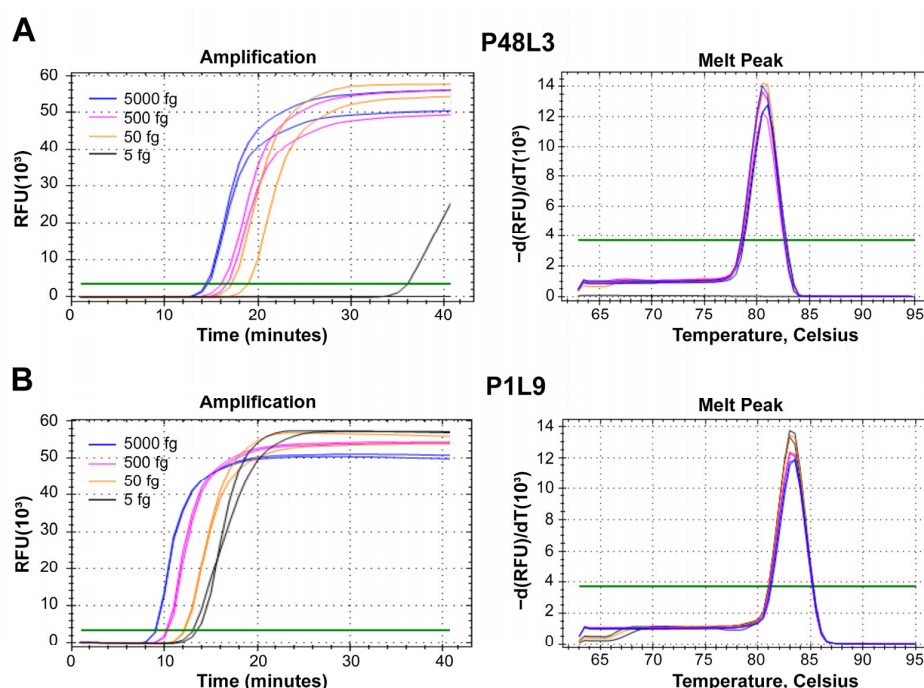 A
P48L3
Amplification
Melt Peak
60
50
40
30
20
10
0
RFU(10³)
5000 fg
500 fg
50 fg
5 fg
0
10
20
30
40
Time (minutes)
14
12
10
8
6
4
2
0
−d(RFU)/dT(10³)
65
70
75
80
85
90
95
Temperature, Celsius
B
P1L9
Amplification
Melt Peak
60
50
40
30
20
10
0
RFU(10³)
5000 fg
500 fg
50 fg
5 fg
0
10
20
30
40
Time (minutes)
14
12
10
8
6
4
2
0
−d(RFU)/dT(10³)
65
70
75
80
85
90
95
Temperature, Celsius